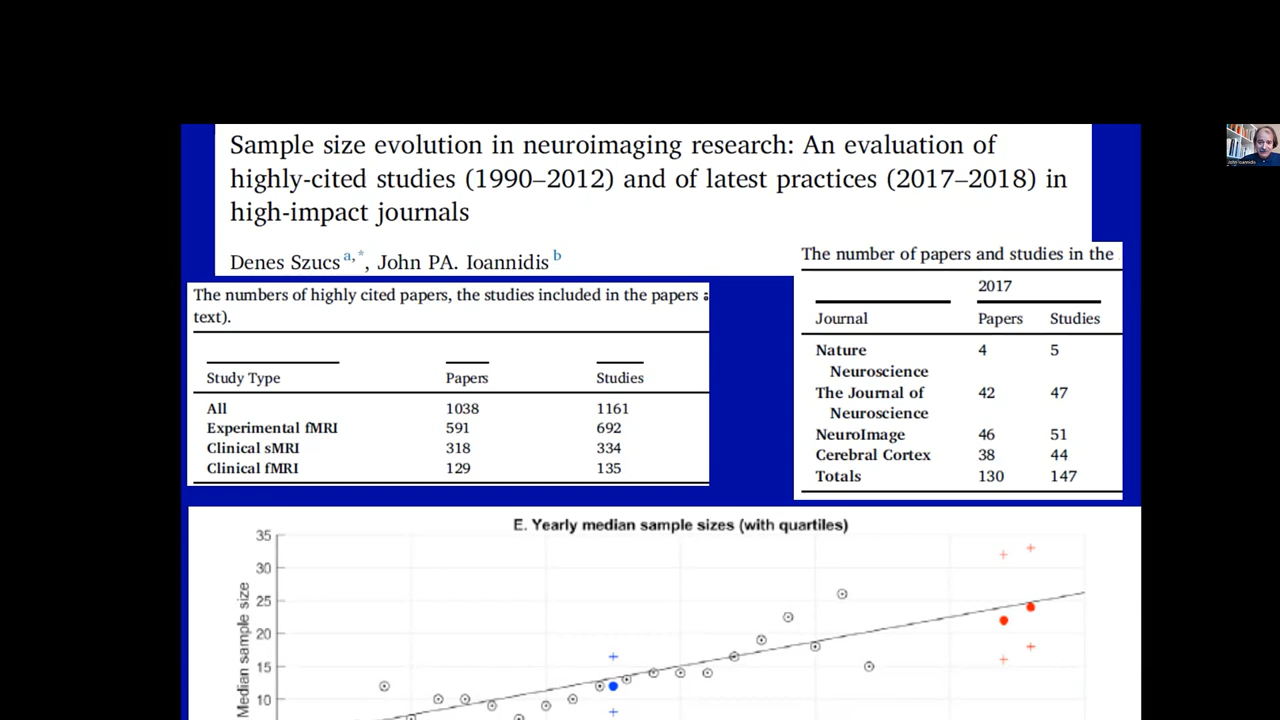 Sample size evolution in neuroimaging research: An evaluation of
highly-cited studies (1990–2012) and of latest practices (2017–2018) in
high-impact journals
Denes Szucs a,*, John PA. Ioannidis b
The numbers of highly cited papers, the studies included in the papers
text).
Study Type Papers Studies
All 1038 1161
Experimental fMRI 591 692
Clinical sMRI 318 334
Clinical fMRI 129 135
The number of papers and studies in the
2017
Journal Papers Studies
Nature 4 5
Neuroscience
The Journal of 42 47
Neuroscience
NeuroImage 46 51
Cerebral Cortex 38 44
Totals 130 147
E. Yearly median sample sizes (with quartiles)
Median sample size
35
30
25
20
15
10
John Ioannidis